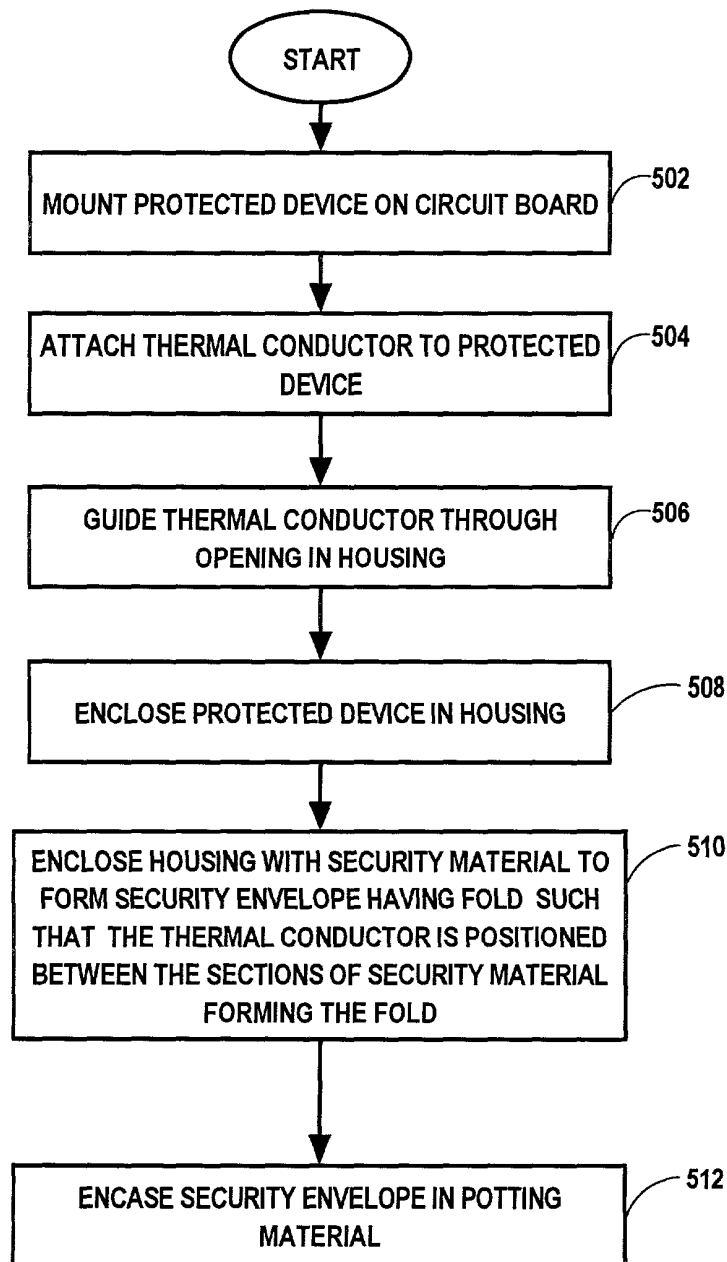 START
MOUNT PROTECTED DEVICE ON CIRCUIT BOARD
502
ATTACH THERMAL CONDUCTOR TO PROTECTED
DEVICE
504
GUIDE THERMAL CONDUCTOR THROUGH
OPENING IN HOUSING
506
ENCLOSE PROTECTED DEVICE IN HOUSING
508
ENCLOSE HOUSING WITH SECURITY MATERIAL TO
FORM SECURITY ENVELOPE HAVING FOLD SUCH
THAT THE THERMAL CONDUCTOR IS POSITIONED
BETWEEN THE SECTIONS OF SECURITY MATERIAL
FORMING THE FOLD
510
ENCASE SECURITY ENVELOPE IN POTTING
MATERIAL
512